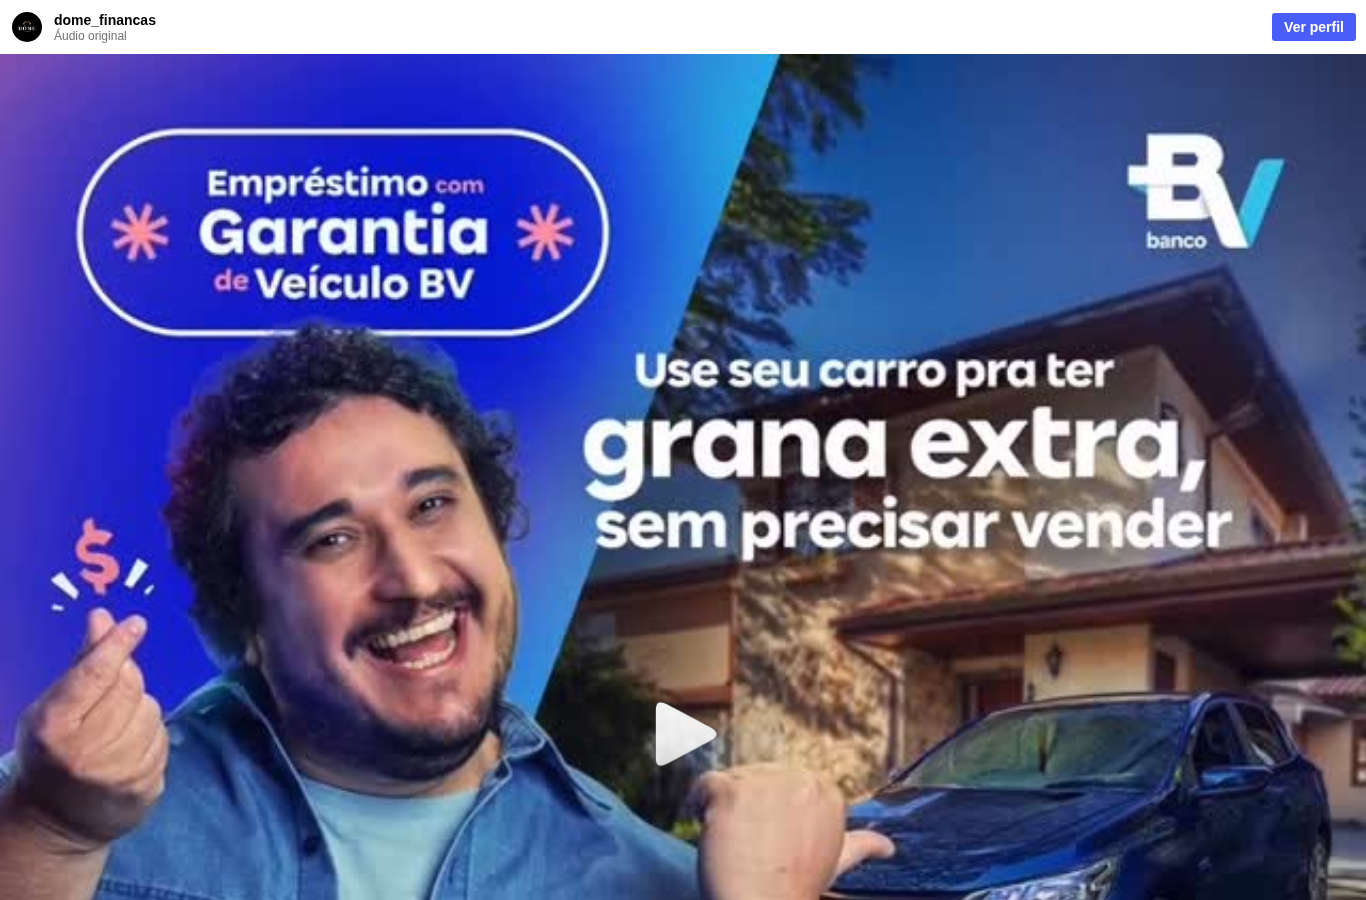 dome_financas
Áudio original
Ver perfil
Empréstimo com
Garantia
de Veículo BV
BV
banco
Use seu carro pra ter
grana extra,
sem precisar vender
$